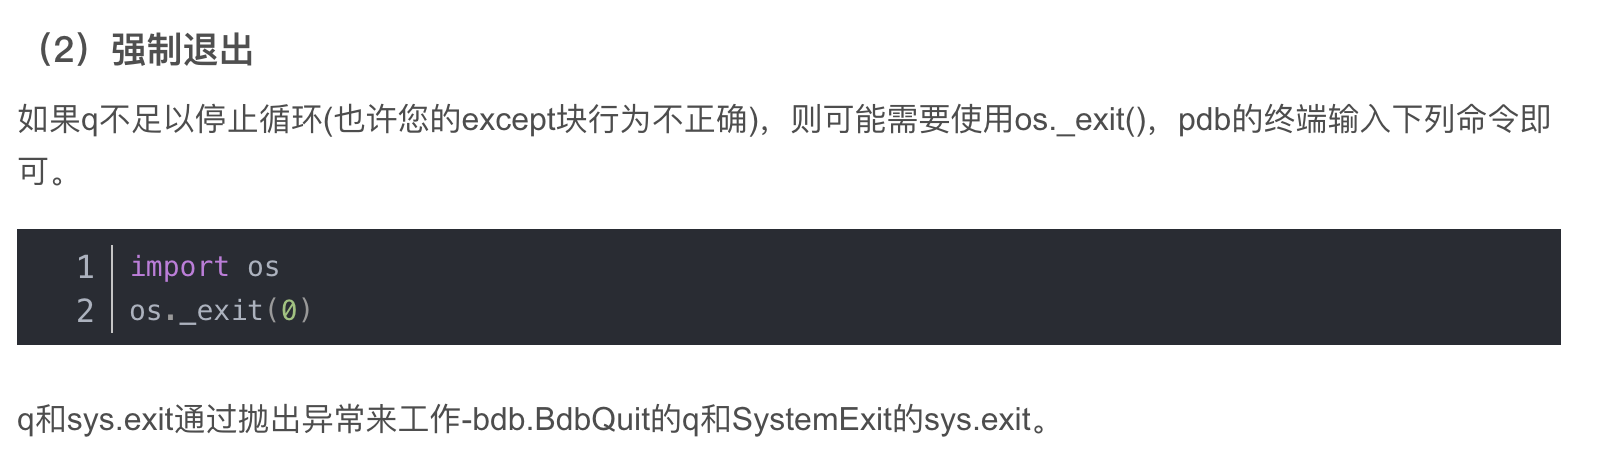 （2）强制退出
如果q不足以停止循环(也许您的except块行为不正确)，则可能需要使用os._exit()，pdb的终端输入下列命令即
可。
1 import os
2 os._exit(0)
q和sys.exit通过抛出异常来工作-bdb.BdbQuit的q和SystemExit的sys.exit。